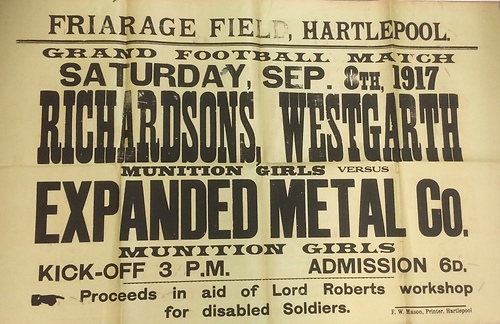 FRIARAGE FIELD, HARTLEPOOL.
GRAND FOOTBALL MATCH
SATURDAY, SEP. 8TH, 1917
RICHARDSONS, WESTGARTH
MUNITION GIRLS VERSUS
EXPANDED METAL Co.
MUNITION GIRLS
KICK-OFF 3 P.M. ADMISSION 6D.
Proceeds in aid of Lord Roberts workshop
for disabled Soldiers.
F. W. Mason, Printer, Hartlepool